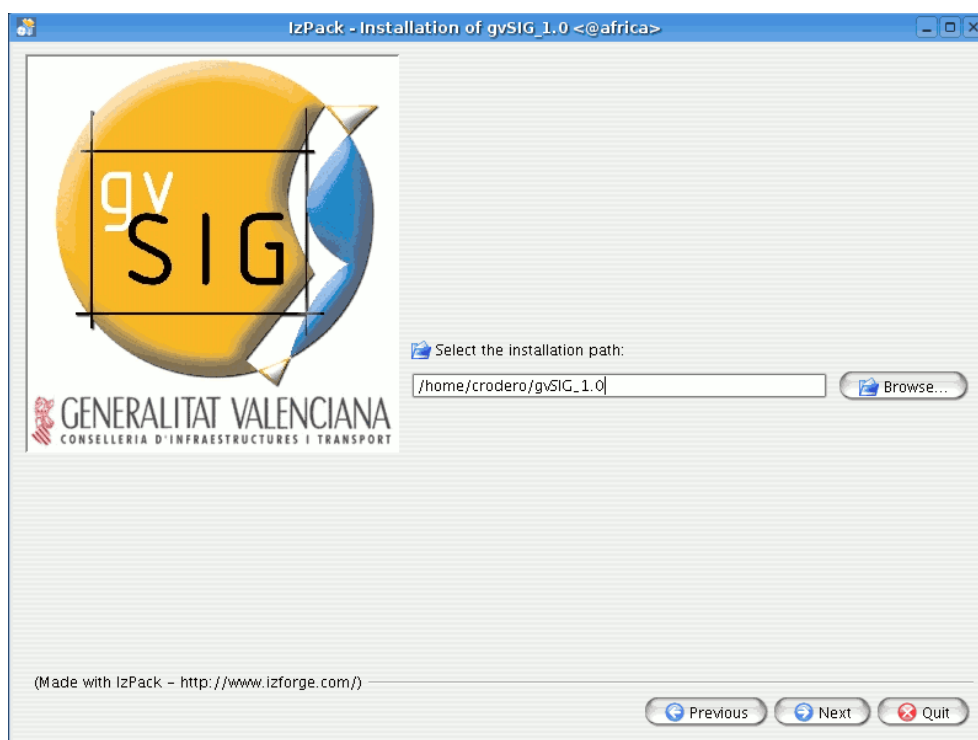 IzPack - Installation of gvSIG_1.0 <@africa>
gv
SIG
GENERALITAT VALENCIANA
CONSELLERIA D'INFRAESTRUCTURES I TRANSPORT
Select the installation path:
/home/crodero/gvSIG_1.0
Browse...
(Made with IzPack - http://www.izforge.com/)
Previous
Next
Quit